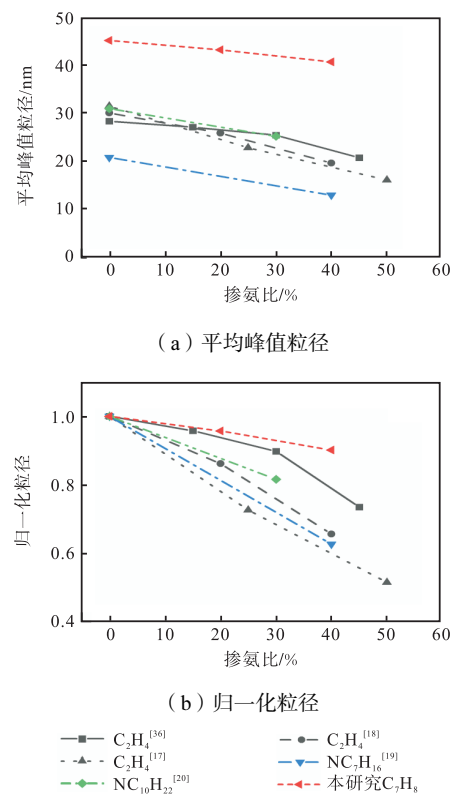 50
40
30
20
10
0
平均峰值粒径/nm
0 10 20 30 40 50 60
掺氨比/%
(a)平均峰值粒径
1.0
0.8
0.6
0.4
归一化粒径
0 10 20 30 40 50 60
掺氨比/%
(b)归一化粒径
C₂H₄[36] C₂H₄[18]
C₂H₄[17] NC₇H₁₆[19]
NC₁₀H₂₂[20] 本研究C₇H₈